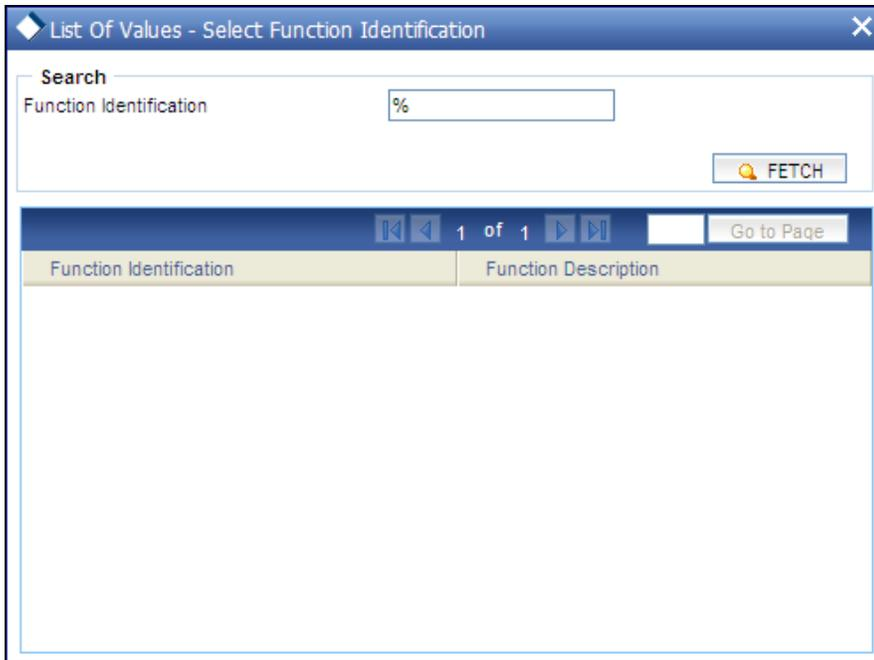 List Of Values - Select Function Identification
Search
Function Identification %
FETCH
1 of 1 Go to Page
Function Identification Function Description